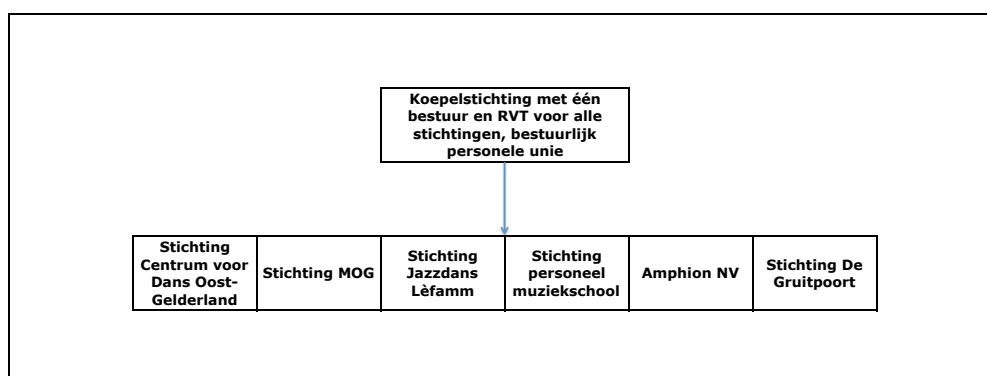 Koepelstichting met één
bestuur en RVT voor alle
stichtingen, bestuurlijk
personele unie
Stichting
Centrum voor
Dans Oost-
Gelderland
Stichting MOG
Stichting
Jazzdans
Lèfamm
Stichting
personeel
muziekschool
Amphion NV
Stichting De
Gruitpoort